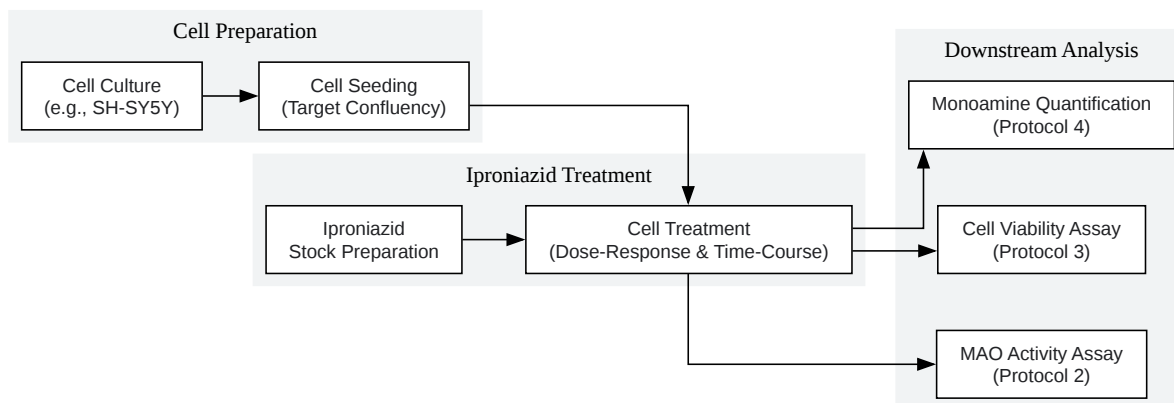 Cell Preparation
Cell Culture
(e.g., SH-SY5Y)
Cell Seeding
(Target Confluency)
Iproniazid Treatment
Iproniazid
Stock Preparation
Cell Treatment
(Dose-Response & Time-Course)
Downstream Analysis
Monoamine Quantification
(Protocol 4)
Cell Viability Assay
(Protocol 3)
MAO Activity Assay
(Protocol 2)